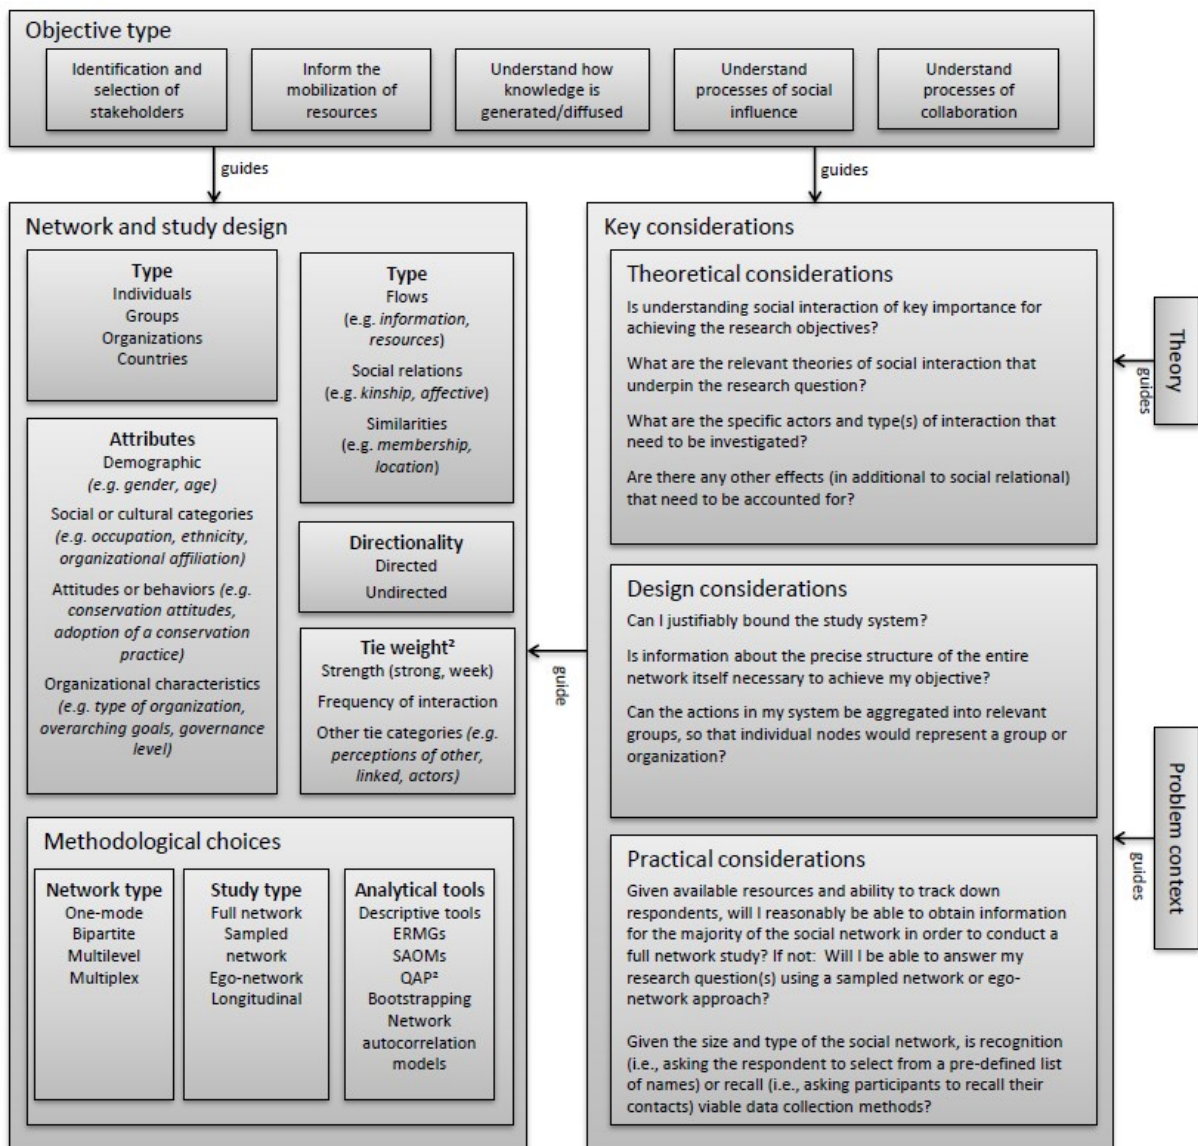 Objective type
Identification and
selection of
stakeholders
Inform the
mobilization of
resources
Understand how
knowledge is
generated/diffused
Understand
processes of social
influence
Understand
processes of
collaboration
guides
guides
Network and study design
Type
Individuals
Groups
Organizations
Countries
Attributes
Demographic
(e.g. gender, age)
Social or cultural categories
(e.g. occupation, ethnicity,
organizational affiliation)
Attitudes or behaviors (e.g.
conservation attitudes,
adoption of a conservation
practice)
Organizational characteristics
(e.g. type of organization,
overarching goals, governance
level)
Type
Flows
(e.g. information,
resources)
Social relations
(e.g. kinship, affective)
Similarities
(e.g. membership,
location)
Directionality
Directed
Undirected
Tie weight²
Strength (strong, week)
Frequency of interaction
Other tie categories (e.g.
perceptions of other,
linked, actors)
Methodological choices
Network type
One-mode
Bipartite
Multilevel
Multiplex
Study type
Full network
Sampled
network
Ego-network
Longitudinal
Analytical tools
Descriptive tools
ERMGs
SAOMs
QAP²
Bootstrapping
Network
autocorrelation
models
guide
Key considerations
Theoretical considerations
Is understanding social interaction of key importance for
achieving the research objectives?
What are the relevant theories of social interaction that
underpin the research question?
What are the specific actors and type(s) of interaction that
need to be investigated?
Are there any other effects (in additional to social relational)
that need to be accounted for?
Design considerations
Can I justifiably bound the study system?
Is information about the precise structure of the entire
network itself necessary to achieve my objective?
Can the actions in my system be aggregated into relevant
groups, so that individual nodes would represent a group or
organization?
Practical considerations
Given available resources and ability to track down
respondents, will I reasonably be able to obtain information
for the majority of the social network in order to conduct a
full network study? If not: Will I be able to answer my
research question(s) using a sampled network or ego-
network approach?
Given the size and type of the social network, is recognition
(i.e., asking the respondent to select from a pre-defined list
of names) or recall (i.e., asking participants to recall their
contacts) viable data collection methods?
Theory
guides
Problem context
guides